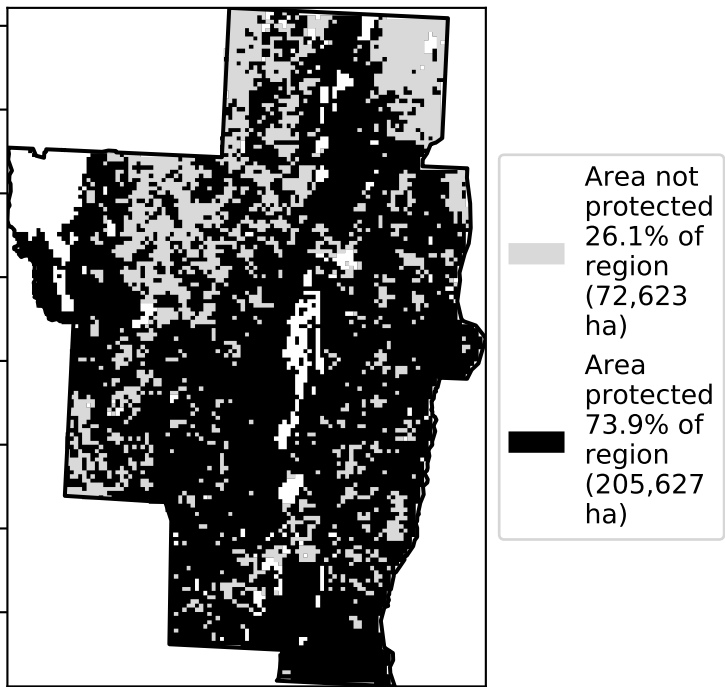 Area not
protected
26.1% of
region
(72,623
ha)
Area
protected
73.9% of
region
(205,627
ha)